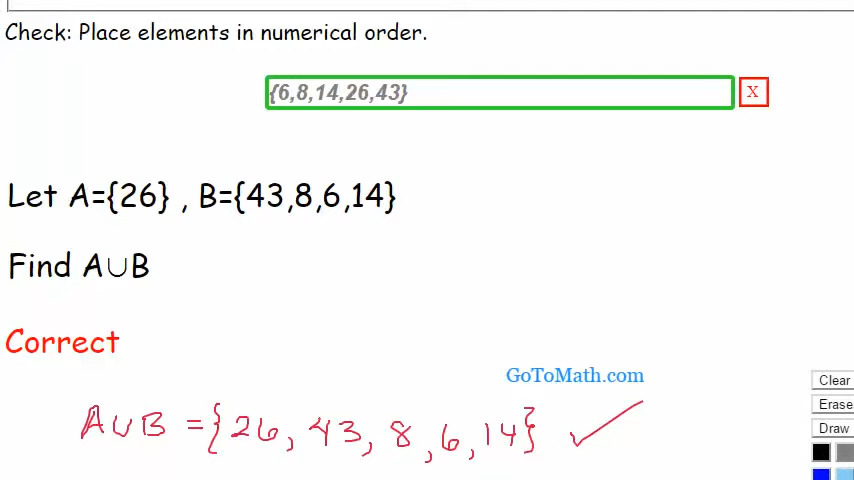 Check: Place elements in numerical order.
{6,8,14,26,43}
X
Let A={26} , B={43,8,6,14}
Find A∪B
Correct
GoToMath.com
Clear
Erase
Draw
A∪B ={26, 43, 8, 6, 14}